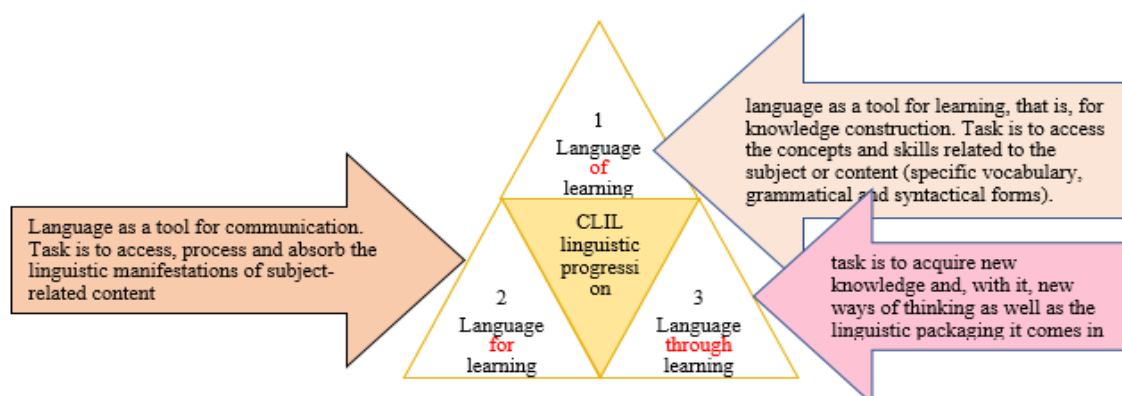 1
Language
of
learning
language as a tool for learning, that is, for
knowledge construction. Task is to access
the concepts and skills related to the
subject or content (specific vocabulary,
grammatical and syntactical forms).
Language as a tool for communication.
Task is to access, process and absorb the
linguistic manifestations of subject-
related content
CLIL
linguistic
progressi
on
2
Language
for
learning
3
Language
through
learning
task is to acquire new
knowledge and, with it, new
ways of thinking as well as the
linguistic packaging it comes in